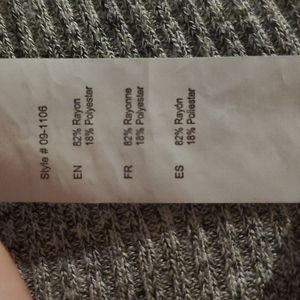 Style # 09-1106
EN
82% Rayon
18% Polyester
FR
82% Rayonne
18% Polyester
ES
82% Rayón
18% Poliester